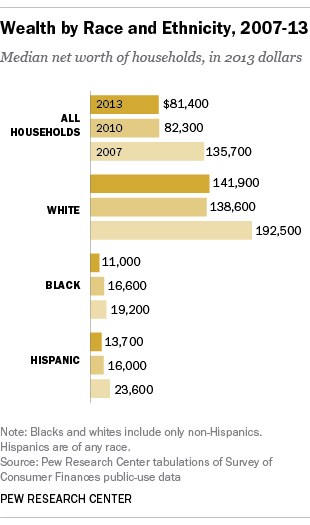 Wealth by Race and Ethnicity, 2007-13
Median net worth of households, in 2013 dollars
ALL
HOUSEHOLDS
2013 $81,400
2010 82,300
2007 135,700
WHITE
141,900
138,600
192,500
BLACK
11,000
16,600
19,200
HISPANIC
13,700
16,000
23,600
Note: Blacks and whites include only non-Hispanics.
Hispanics are of any race.
Source: Pew Research Center tabulations of Survey of
Consumer Finances public-use data
PEW RESEARCH CENTER